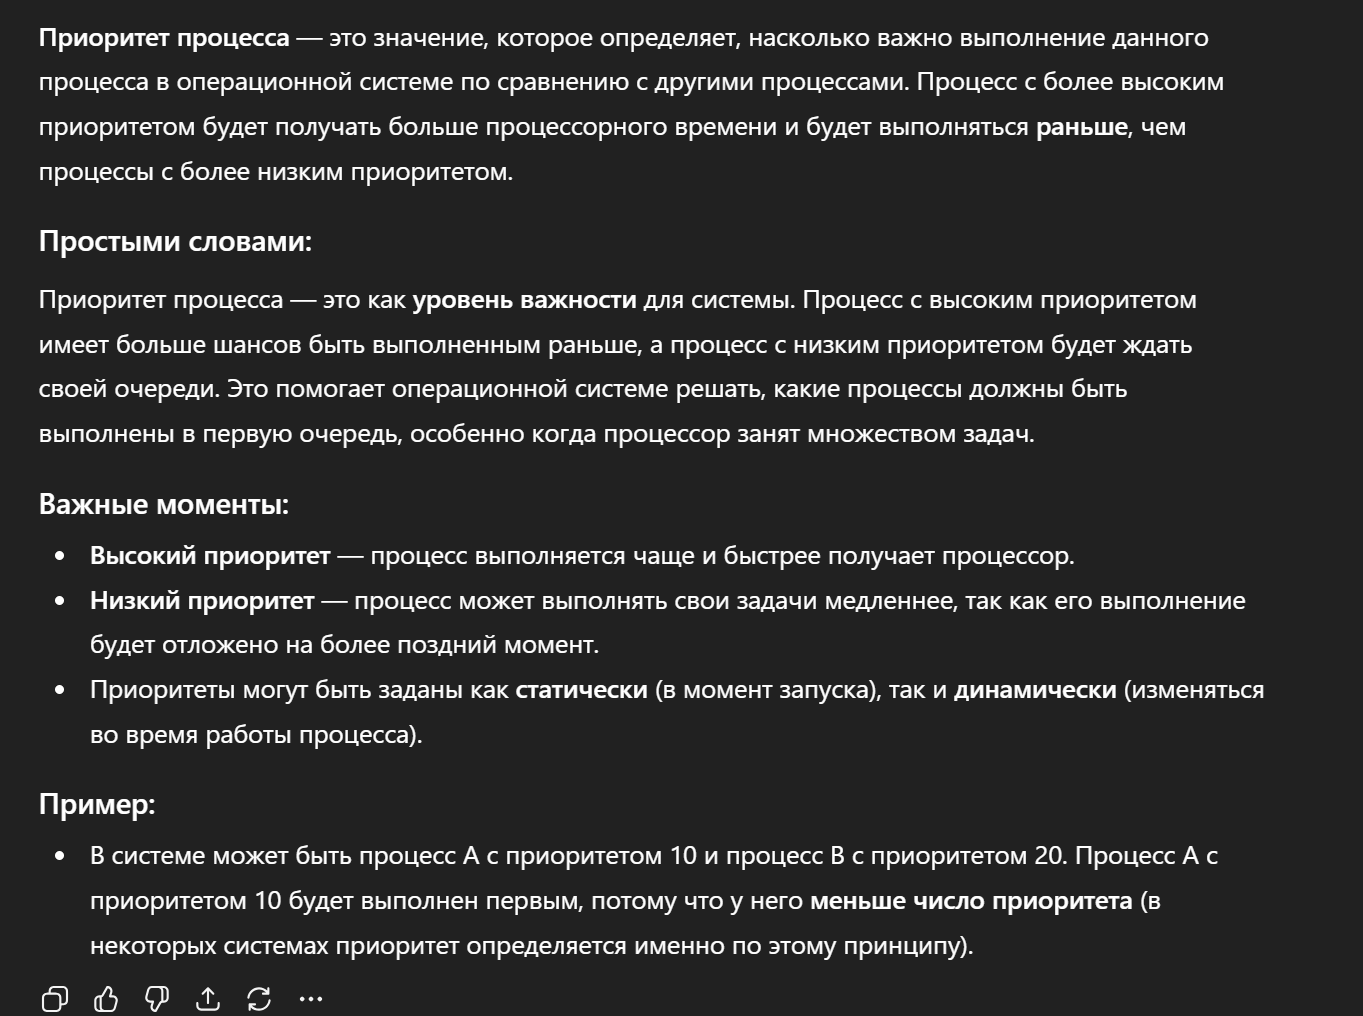 Приоритет процесса — это значение, которое определяет, насколько важно выполнение данного
процесса в операционной системе по сравнению с другими процессами. Процесс с более высоким
приоритетом будет получать больше процессорного времени и будет выполняться раньше, чем
процессы с более низким приоритетом.
Простыми словами:
Приоритет процесса — это как уровень важности для системы. Процесс с высоким приоритетом
имеет больше шансов быть выполненным раньше, а процесс с низким приоритетом будет ждать
своей очереди. Это помогает операционной системе решать, какие процессы должны быть
выполнены в первую очередь, особенно когда процессор занят множеством задач.
Важные моменты:
• Высокий приоритет — процесс выполняется чаще и быстрее получает процессор.
• Низкий приоритет — процесс может выполнять свои задачи медленнее, так как его выполнение
будет отложено на более поздний момент.
• Приоритеты могут быть заданы как статически (в момент запуска), так и динамически (изменяться
во время работы процесса).
Пример:
• В системе может быть процесс A с приоритетом 10 и процесс B с приоритетом 20. Процесс A с
приоритетом 10 будет выполнен первым, потому что у него меньше число приоритета (в
некоторых системах приоритет определяется именно по этому принципу).